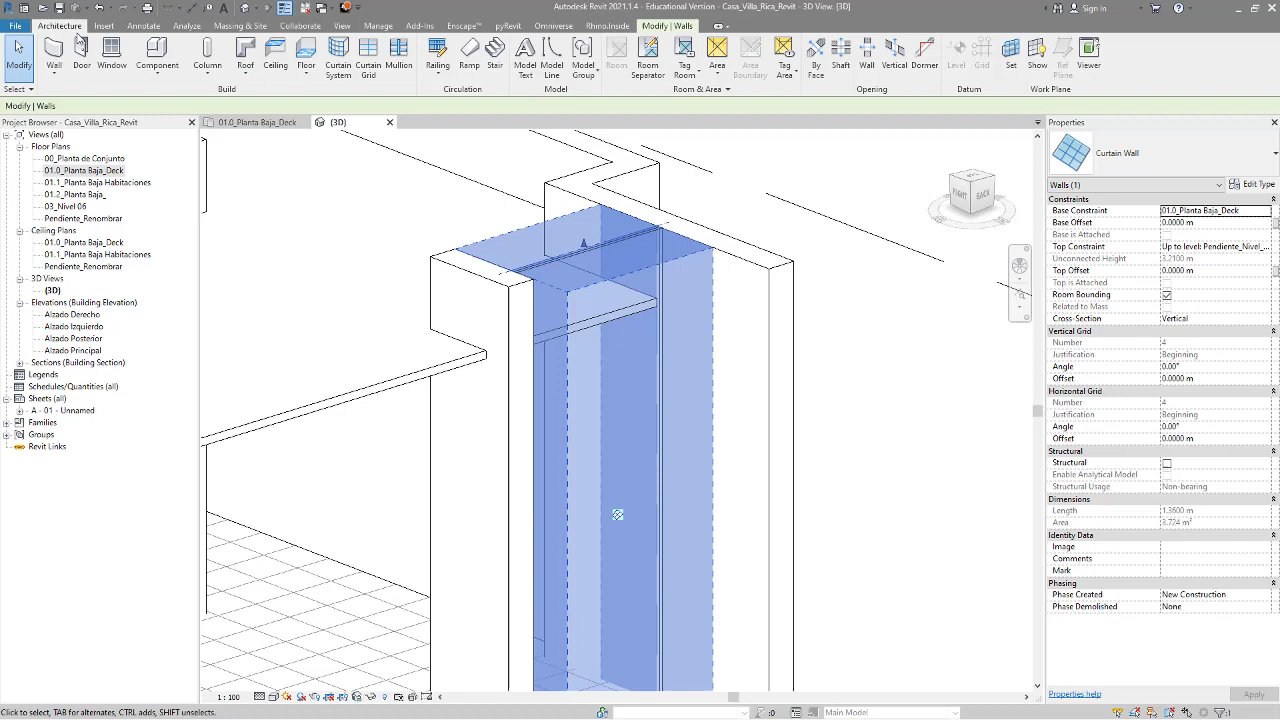 Autodesk Revit 2021.1.4 - Educational Version - Casa_Villa_Rica_Revit - 3D View: {3D}
Sign in
File
Architecture
Insert
Annotate
Analyze
Massing & Site
Collaborate
View
Manage
Add-Ins
Enscape™
pyRevit
Omniverse
Rhino.Inside
Modify | Walls
Modify
Wall
Door
Window
Component
Column
Roof
Ceiling
Floor
Curtain System
Curtain Grid
Mullion
Railing
Ramp
Stair
Model Text
Model Line
Model Group
Room
Room Separator
Tag Room
Area
Area Boundary
Tag Area
By Face
Shaft
Wall
Vertical
Dormer
Level
Grid
Set
Show
Ref Plane
Viewer
Select
Build
Circulation
Model
Room & Area
Opening
Datum
Work Plane
Modify | Walls
Project Browser - Casa_Villa_Rica_Revit
Views (all)
Floor Plans
00_Planta de Conjunto
01.0_Planta Baja_Deck
01.1_Planta Baja Habitaciones
01.2_Planta Baja_
03_Nivel 06
Pendiente_Renombrar
Ceiling Plans
01.0_Planta Baja_Deck
01.1_Planta Baja Habitaciones
Pendiente_Renombrar
3D Views
{3D}
Elevations (Building Elevation)
Alzado Derecho
Alzado Izquierdo
Alzado Posterior
Alzado Principal
Sections (Building Section)
Legends
Schedules/Quantities (all)
Sheets (all)
A - 01 - Unnamed
Families
Groups
Revit Links
01.0_Planta Baja_Deck
{3D}
RIGHT
BACK
Properties
Curtain Wall
Walls (1)
Edit Type
Constraints
Base Constraint 01.0_Planta Baja_Deck
Base Offset 0.0000 m
Base is Attached
Top Constraint Up to level: Pendiente_Nivel_...
Unconnected Height 3.2100 m
Top Offset 0.0000 m
Top is Attached
Room Bounding
Related to Mass
Cross-Section Vertical
Vertical Grid
Number 4
Justification Beginning
Angle 0.00°
Offset 0.0000 m
Horizontal Grid
Number 4
Justification Beginning
Angle 0.00°
Offset 0.0000 m
Structural
Structural
Enable Analytical Model
Structural Usage Non-bearing
Dimensions
Length 1.3600 m
Area 3.724 m²
Identity Data
Image
Comments
Mark
Phasing
Phase Created New Construction
Phase Demolished None
Properties help
Apply
1 : 100
Click to select, TAB for alternates, CTRL adds, SHIFT unselects.
:0
Main Model
:1